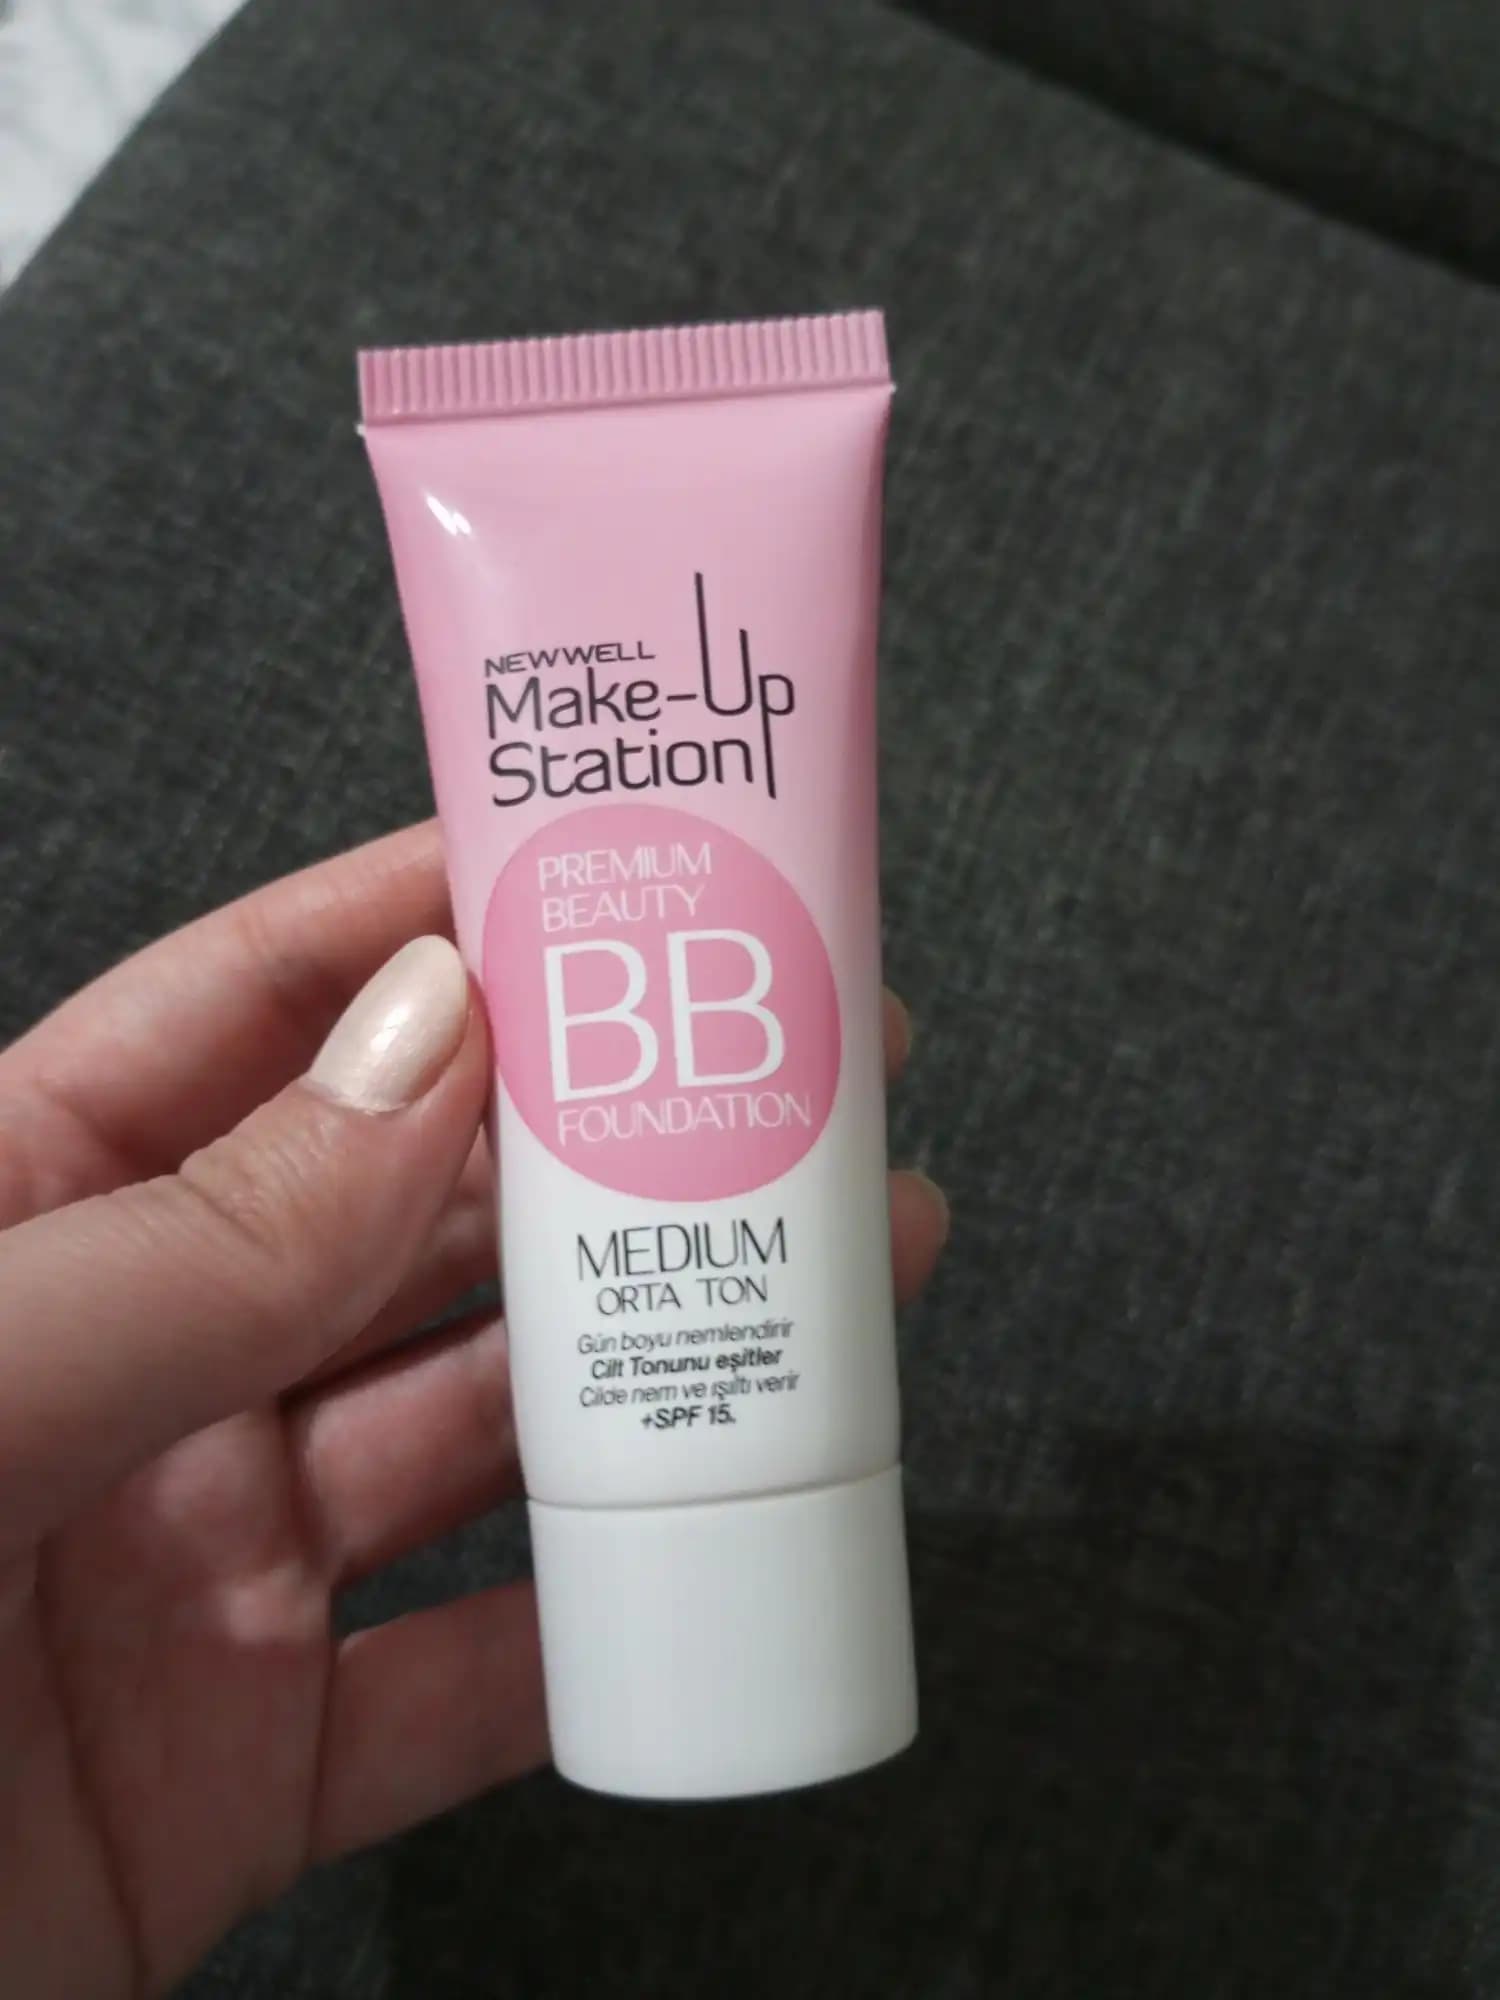 NEWWELL
Make-Up
Station
PREMIUM
BEAUTY
BB
FOUNDATION
MEDIUM
ORTA TON
Gün boyu nemlendirir
Cilt Tonunu eşitler
Cilde nem ve ışıltı verir
+SPF 15.